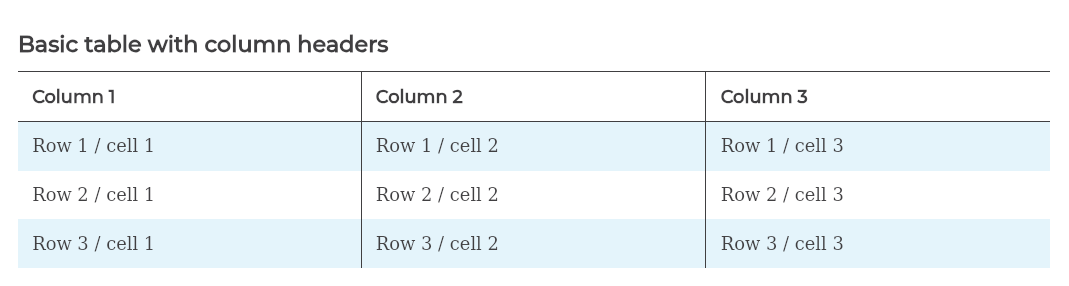 Basic table with column headers
Column 1 Column 2 Column 3
Row 1 / cell 1 Row 1 / cell 2 Row 1 / cell 3
Row 2 / cell 1 Row 2 / cell 2 Row 2 / cell 3
Row 3 / cell 1 Row 3 / cell 2 Row 3 / cell 3